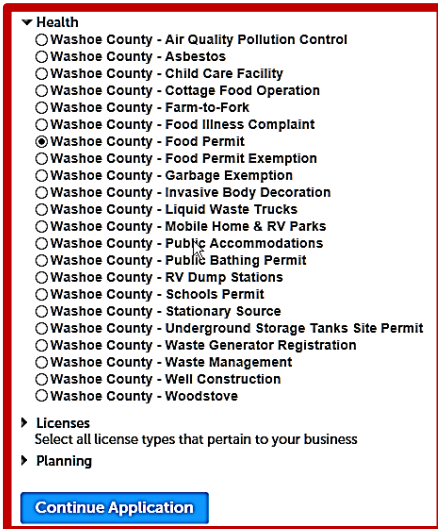 Health
Washoe County - Air Quality Pollution Control
Washoe County - Asbestos
Washoe County - Child Care Facility
Washoe County - Cottage Food Operation
Washoe County - Farm-to-Fork
Washoe County - Food Illness Complaint
Washoe County - Food Permit
Washoe County - Food Permit Exemption
Washoe County - Garbage Exemption
Washoe County - Invasive Body Decoration
Washoe County - Liquid Waste Trucks
Washoe County - Mobile Home & RV Parks
Washoe County - Public Accommodations
Washoe County - Public Bathing Permit
Washoe County - RV Dump Stations
Washoe County - Schools Permit
Washoe County - Stationary Source
Washoe County - Underground Storage Tanks Site Permit
Washoe County - Waste Generator Registration
Washoe County - Waste Management
Washoe County - Well Construction
Washoe County - Woodstove
Licenses
Select all license types that pertain to your business
Planning
Continue Application